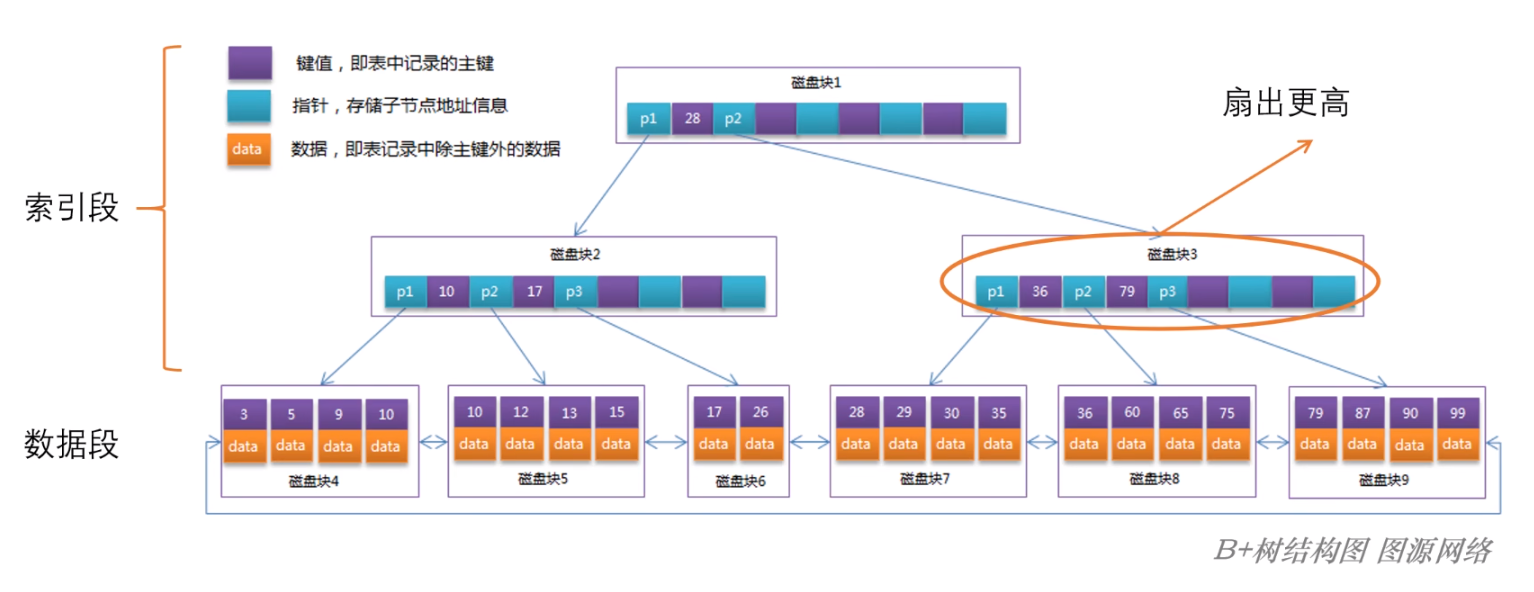 键值，即表中记录的主键
指针，存储子节点地址信息
data 数据，即表记录中除主键外的数据
磁盘块1
p1 28 p2
扇出更高
索引段
磁盘块2
p1 10 p2 17 p3
磁盘块3
p1 36 p2 79 p3
数据段
3 5 9 10
data data data data
磁盘块4
10 12 13 15
data data data data
磁盘块5
17 26
data data
磁盘块6
28 29 30 35
data data data data
磁盘块7
36 60 65 75
data data data data
磁盘块8
79 87 90 99
data data data data
磁盘块9
B+树结构图 图源网络